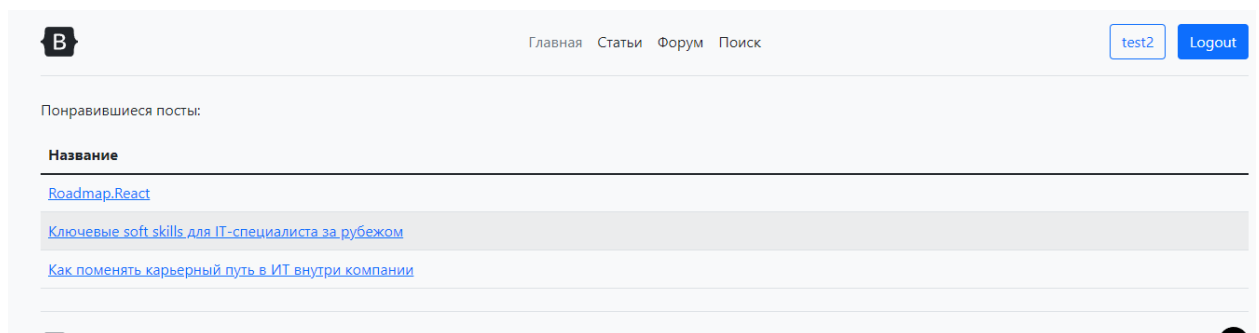 B
Главная Статьи Форум Поиск test2 Logout
Понравившиеся посты:
Название
Roadmap.React
Ключевые soft skills для IT-специалиста за рубежом
Как поменять карьерный путь в ИТ внутри компании